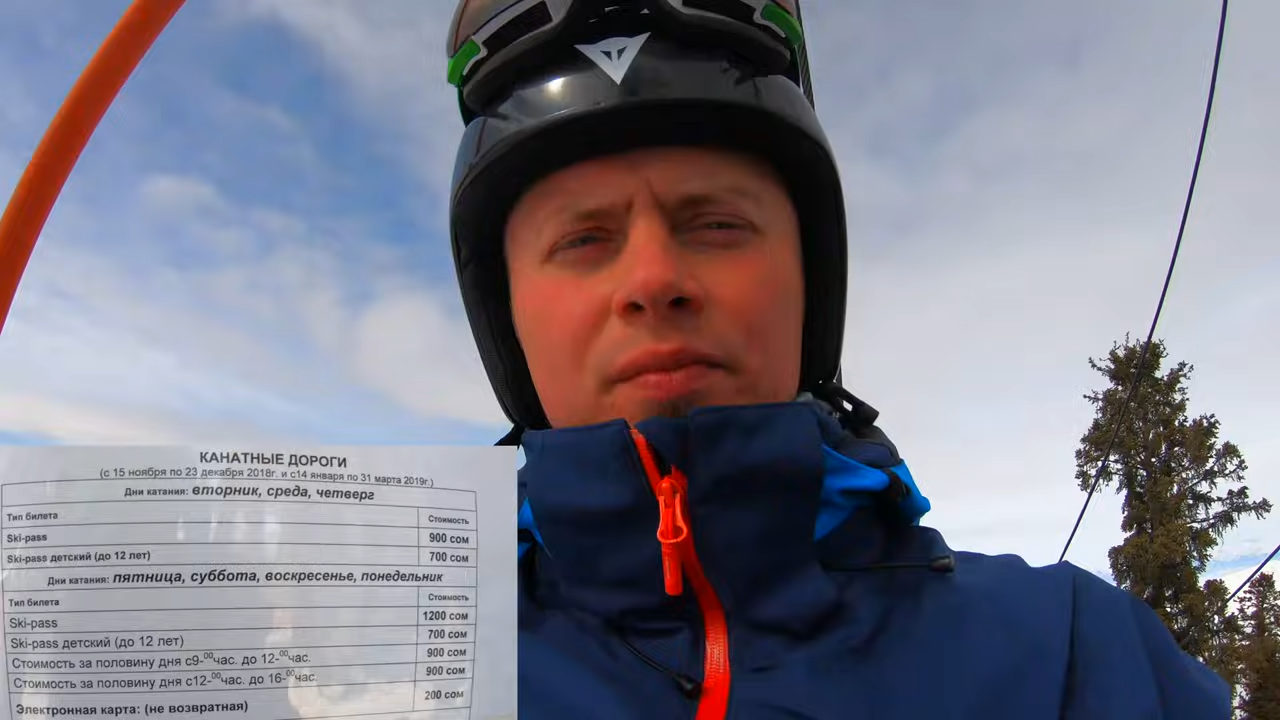 КАНАТНЫЕ ДОРОГИ
(с 15 ноября по 23 декабря 2018г. и с14 января по 31 марта 2019г.)
Дни катания: вторник, среда, четверг
Тип билета Стоимость
Ski-pass 900 сом
Ski-pass детский (до 12 лет) 700 сом
Дни катания: пятница, суббота, воскресенье, понедельник
Тип билета Стоимость
Ski-pass 1200 сом
Ski-pass детский (до 12 лет) 700 сом
Стоимость за половину дня с9-⁰⁰час. до 12-⁰⁰час. 900 сом
Стоимость за половину дня с12-⁰⁰час. до 16-⁰⁰час. 900 сом
Электронная карта: (не возвратная) 200 сом